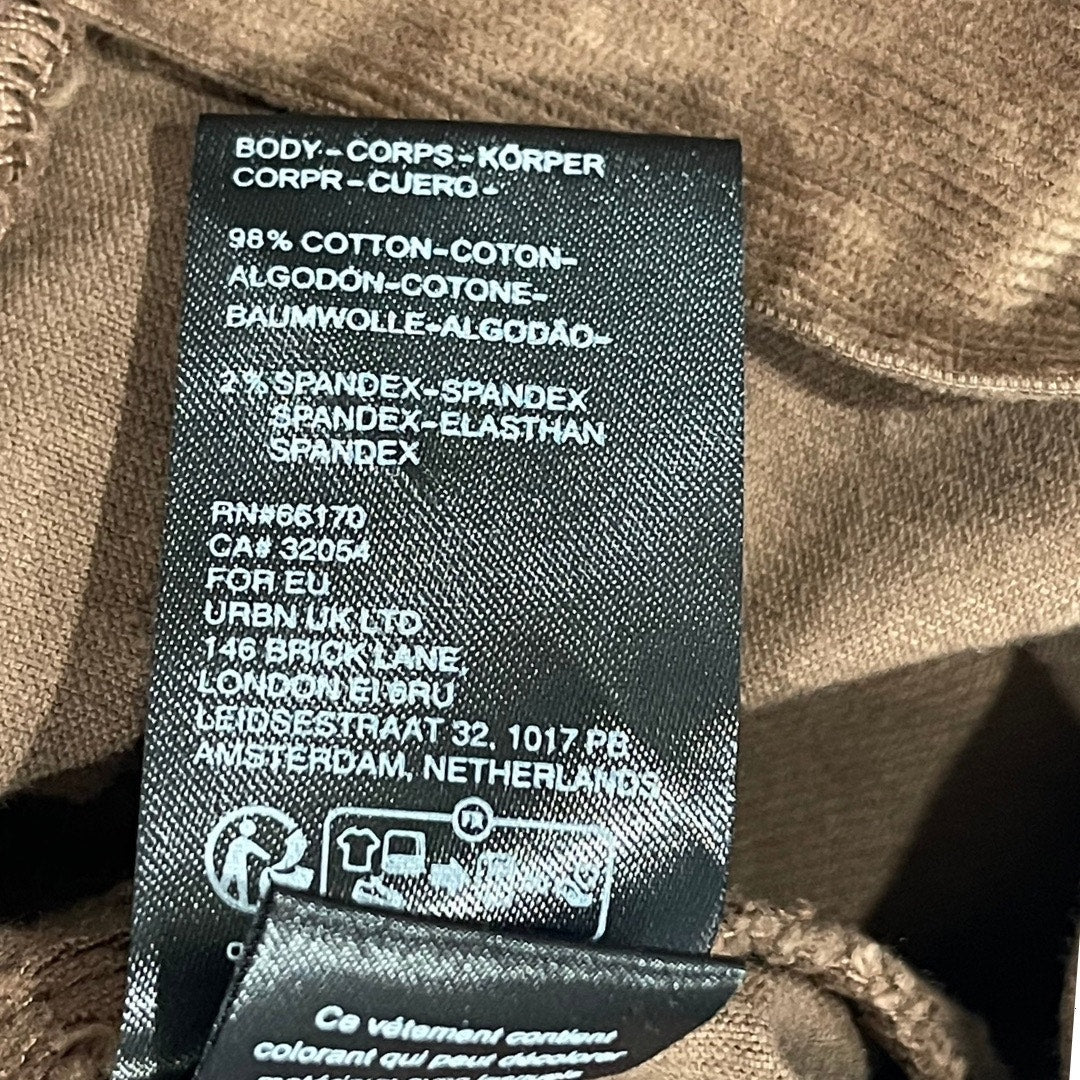 BODY-CORPS-KÖRPER
CORPR-CUERO-
98% COTTON-COTON-
ALGODÓN-COTONE-
BAUMWOLLE-ALGODÃO-
2% SPANDEX-SPANDEX
SPANDEX-ELASTHAN
SPANDEX
RN#66170
CA# 32054
FOR EU
URBN UK LTD
146 BRICK LANE,
LONDON E1 6RU
LEIDSESTRAAT 32, 1017 PB
AMSTERDAM, NETHERLANDS
FR
Ce vêtement contient
colorant qui peut décolorer